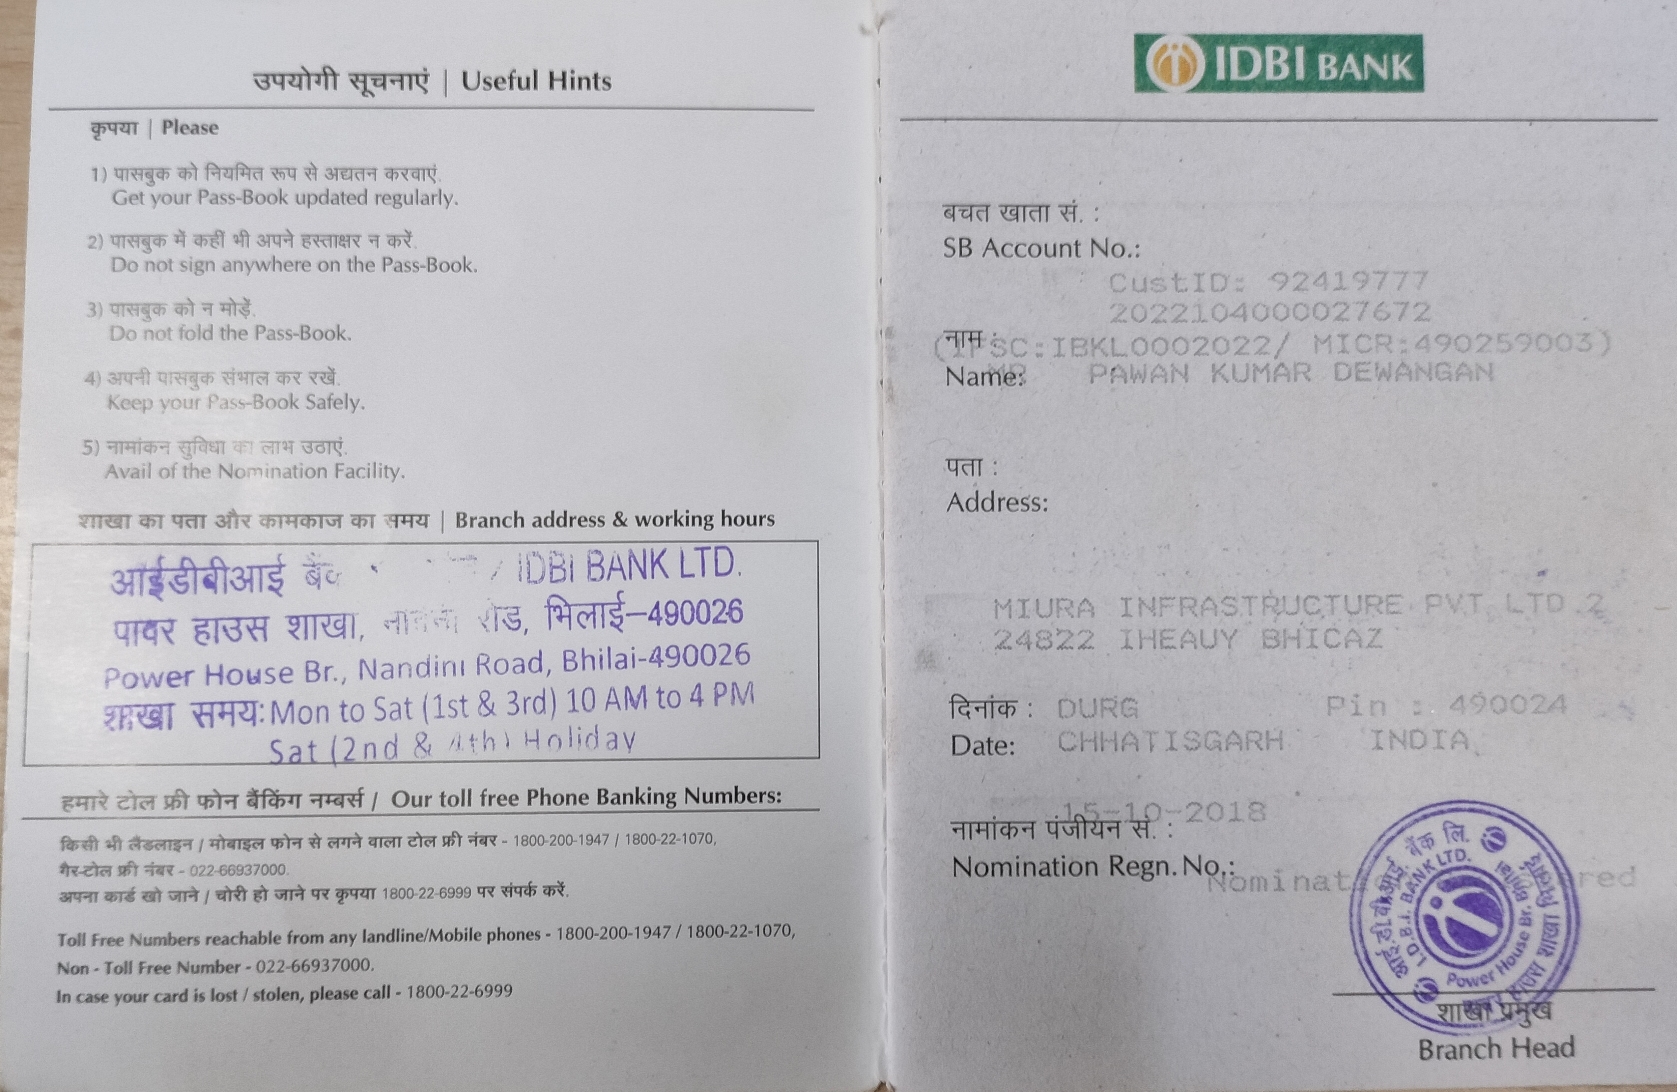 उपयोगी सूचनाएं | Useful Hints
कृपया | Please
1) पासबुक को नियमित रूप से अद्यतन करवाएं.
Get your Pass-Book updated regularly.
2) पासबुक में कहीं भी अपने हस्ताक्षर न करें.
Do not sign anywhere on the Pass-Book.
3) पासबुक को न मोड़ें.
Do not fold the Pass-Book.
4) अपनी पासबुक संभाल कर रखें.
Keep your Pass-Book Safely.
5) नामांकन सुविधा का लाभ उठाएं.
Avail of the Nomination Facility.
शाखा का पता और कामकाज का समय | Branch address & working hours
आईडीबीआई बैंक / IDBI BANK LTD.
पावर हाउस शाखा, रोड, भिलाई-490026
Power House Br., Nandini Road, Bhilai-490026
शाखा समय: Mon to Sat (1st & 3rd) 10 AM to 4 PM
Sat (2nd & 4th) Holiday
हमारे टोल फ्री फोन बैंकिंग नम्बर्स / Our toll free Phone Banking Numbers:
किसी भी लैंडलाइन / मोबाइल फोन से लगने वाला टोल फ्री नंबर - 1800-200-1947 / 1800-22-1070,
गैर-टोल फ्री नंबर - 022-66937000.
अपना कार्ड खो जाने / चोरी हो जाने पर कृपया 1800-22-6999 पर संपर्क करें.
Toll Free Numbers reachable from any landline/Mobile phones - 1800-200-1947 / 1800-22-1070,
Non - Toll Free Number - 022-66937000.
In case your card is lost / stolen, please call - 1800-22-6999
IDBI BANK
बचत खाता सं. :
SB Account No.:
CustID: 92419777
2022104000027672
नाम :
(IFSC:IBKL0002022/ MICR:490259003)
Name: MR PAWAN KUMAR DEWANGAN
पता :
Address:
MIURA INFRASTRUCTURE PVT LTD 2
24822 IHEAUY BHICAZ
दिनांक : DURG Pin : 490024
Date: CHHATISGARH INDIA
15-10-2018
नामांकन पंजीयन सं. :
Nomination Regn. No.:
आई.डी.बी.आई. बैंक लि.
I.D.B.I. BANK LTD.
Power House Br. Bhilai
शाखा प्रमुख
Branch Head